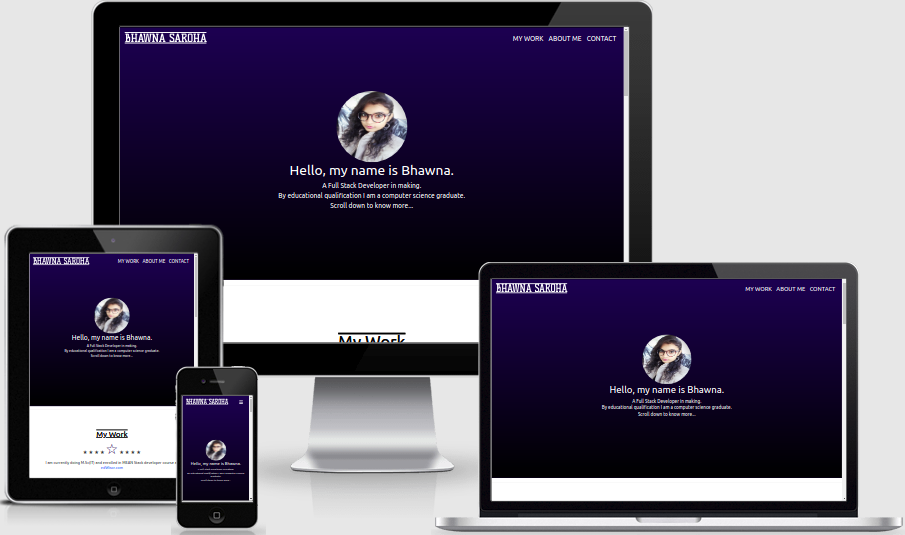 BHAWNA SAROHA
MY WORK ABOUT ME CONTACT
Hello, my name is Bhawna.
A Full Stack Developer in making.
By educational qualification I am a computer science graduate.
Scroll down to know more...
My Work
BHAWNA SAROHA
MY WORK ABOUT ME CONTACT
Hello, my name is Bhawna.
A Full Stack Developer in making.
By educational qualification I am a computer science graduate.
Scroll down to know more...
My Work
I am currently doing M.Sc(IT) and enrolled in MEAN Stack developer course
BHAWNA SAROHA
Hello, my name is Bhawna.
BHAWNA SAROHA
MY WORK ABOUT ME CONTACT
Hello, my name is Bhawna.
A Full Stack Developer in making.
By educational qualification I am a computer science graduate.
Scroll down to know more...